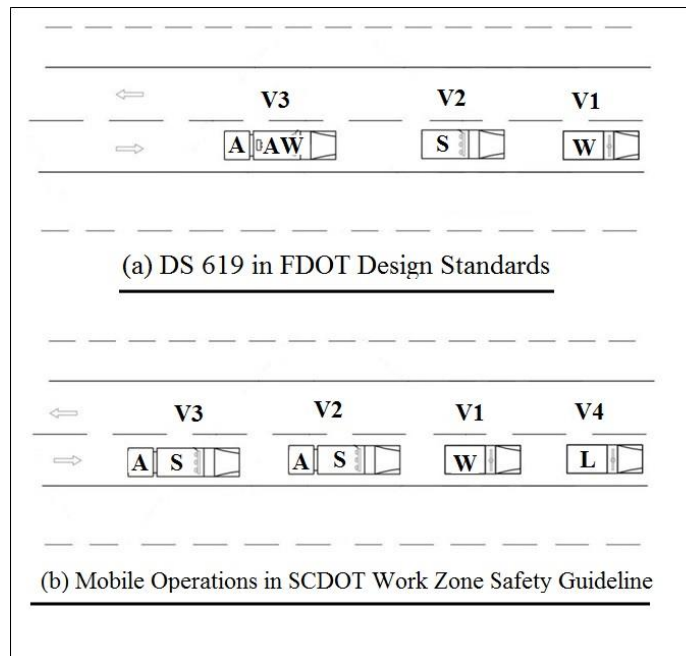 V3 V2 V1
A AW S W
(a) DS 619 in FDOT Design Standards
V3 V2 V1 V4
A S A S W L
(b) Mobile Operations in SCDOT Work Zone Safety Guideline